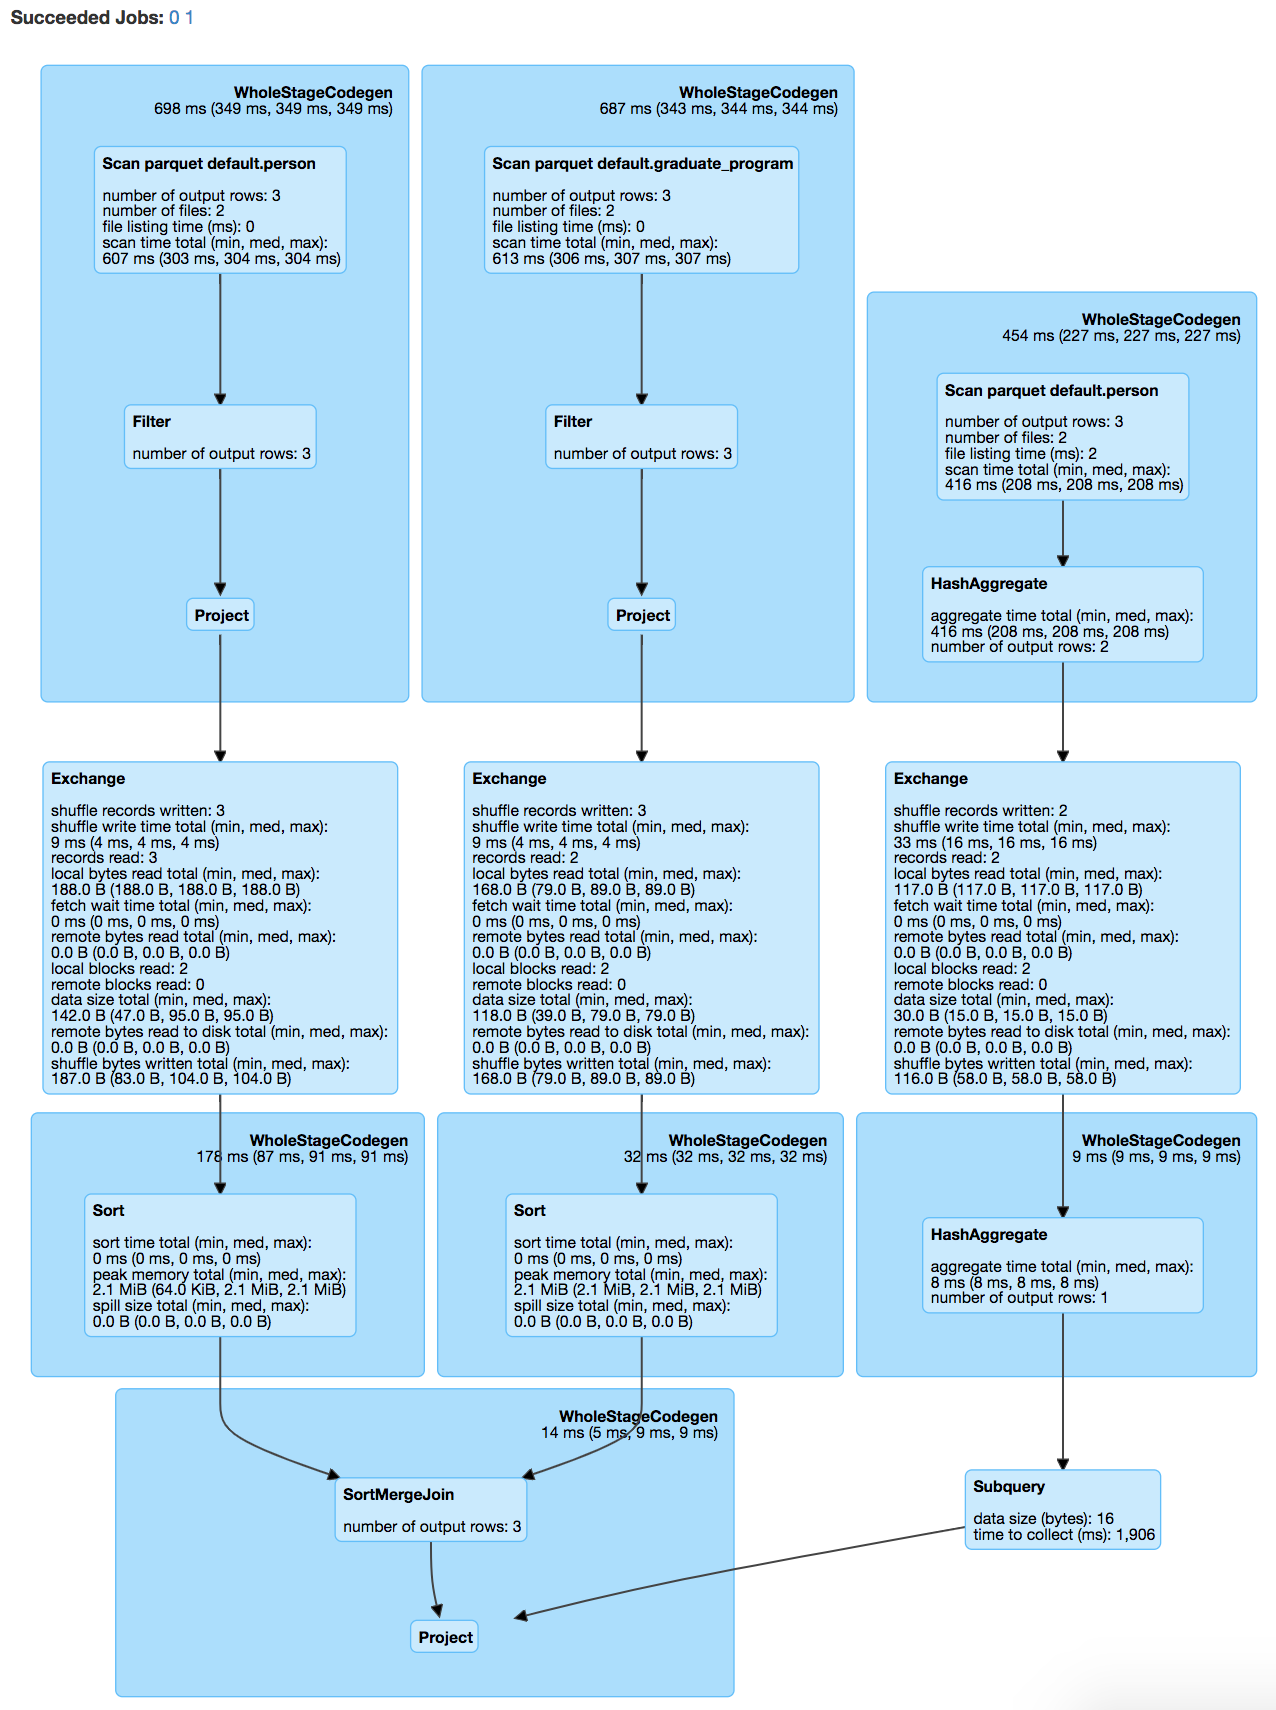 Succeeded Jobs: 0 1
WholeStageCodegen
698 ms (349 ms, 349 ms, 349 ms)
Scan parquet default.person
number of output rows: 3
number of files: 2
file listing time (ms): 0
scan time total (min, med, max):
607 ms (303 ms, 304 ms, 304 ms)
Filter
number of output rows: 3
Project
WholeStageCodegen
687 ms (343 ms, 344 ms, 344 ms)
Scan parquet default.graduate_program
number of output rows: 3
number of files: 2
file listing time (ms): 0
scan time total (min, med, max):
613 ms (306 ms, 307 ms, 307 ms)
Filter
number of output rows: 3
Project
WholeStageCodegen
454 ms (227 ms, 227 ms, 227 ms)
Scan parquet default.person
number of output rows: 3
number of files: 2
file listing time (ms): 2
scan time total (min, med, max):
416 ms (208 ms, 208 ms, 208 ms)
HashAggregate
aggregate time total (min, med, max):
416 ms (208 ms, 208 ms, 208 ms)
number of output rows: 2
Exchange
shuffle records written: 3
shuffle write time total (min, med, max):
9 ms (4 ms, 4 ms, 4 ms)
records read: 3
local bytes read total (min, med, max):
188.0 B (188.0 B, 188.0 B, 188.0 B)
fetch wait time total (min, med, max):
0 ms (0 ms, 0 ms, 0 ms)
remote bytes read total (min, med, max):
0.0 B (0.0 B, 0.0 B, 0.0 B)
local blocks read: 2
remote blocks read: 0
data size total (min, med, max):
142.0 B (47.0 B, 95.0 B, 95.0 B)
remote bytes read to disk total (min, med, max):
0.0 B (0.0 B, 0.0 B, 0.0 B)
shuffle bytes written total (min, med, max):
187.0 B (83.0 B, 104.0 B, 104.0 B)
Exchange
shuffle records written: 3
shuffle write time total (min, med, max):
9 ms (4 ms, 4 ms, 4 ms)
records read: 2
local bytes read total (min, med, max):
168.0 B (79.0 B, 89.0 B, 89.0 B)
fetch wait time total (min, med, max):
0 ms (0 ms, 0 ms, 0 ms)
remote bytes read total (min, med, max):
0.0 B (0.0 B, 0.0 B, 0.0 B)
local blocks read: 2
remote blocks read: 0
data size total (min, med, max):
118.0 B (39.0 B, 79.0 B, 79.0 B)
remote bytes read to disk total (min, med, max):
0.0 B (0.0 B, 0.0 B, 0.0 B)
shuffle bytes written total (min, med, max):
168.0 B (79.0 B, 89.0 B, 89.0 B)
Exchange
shuffle records written: 2
shuffle write time total (min, med, max):
33 ms (16 ms, 16 ms, 16 ms)
records read: 2
local bytes read total (min, med, max):
117.0 B (117.0 B, 117.0 B, 117.0 B)
fetch wait time total (min, med, max):
0 ms (0 ms, 0 ms, 0 ms)
remote bytes read total (min, med, max):
0.0 B (0.0 B, 0.0 B, 0.0 B)
local blocks read: 2
remote blocks read: 0
data size total (min, med, max):
30.0 B (15.0 B, 15.0 B, 15.0 B)
remote bytes read to disk total (min, med, max):
0.0 B (0.0 B, 0.0 B, 0.0 B)
shuffle bytes written total (min, med, max):
116.0 B (58.0 B, 58.0 B, 58.0 B)
WholeStageCodegen
178 ms (87 ms, 91 ms, 91 ms)
Sort
sort time total (min, med, max):
0 ms (0 ms, 0 ms, 0 ms)
peak memory total (min, med, max):
2.1 MiB (64.0 KiB, 2.1 MiB, 2.1 MiB)
spill size total (min, med, max):
0.0 B (0.0 B, 0.0 B, 0.0 B)
WholeStageCodegen
32 ms (32 ms, 32 ms, 32 ms)
Sort
sort time total (min, med, max):
0 ms (0 ms, 0 ms, 0 ms)
peak memory total (min, med, max):
2.1 MiB (2.1 MiB, 2.1 MiB, 2.1 MiB)
spill size total (min, med, max):
0.0 B (0.0 B, 0.0 B, 0.0 B)
WholeStageCodegen
9 ms (9 ms, 9 ms, 9 ms)
HashAggregate
aggregate time total (min, med, max):
8 ms (8 ms, 8 ms, 8 ms)
number of output rows: 1
WholeStageCodegen
14 ms (5 ms, 9 ms, 9 ms)
SortMergeJoin
number of output rows: 3
Subquery
data size (bytes): 16
time to collect (ms): 1,906
Project